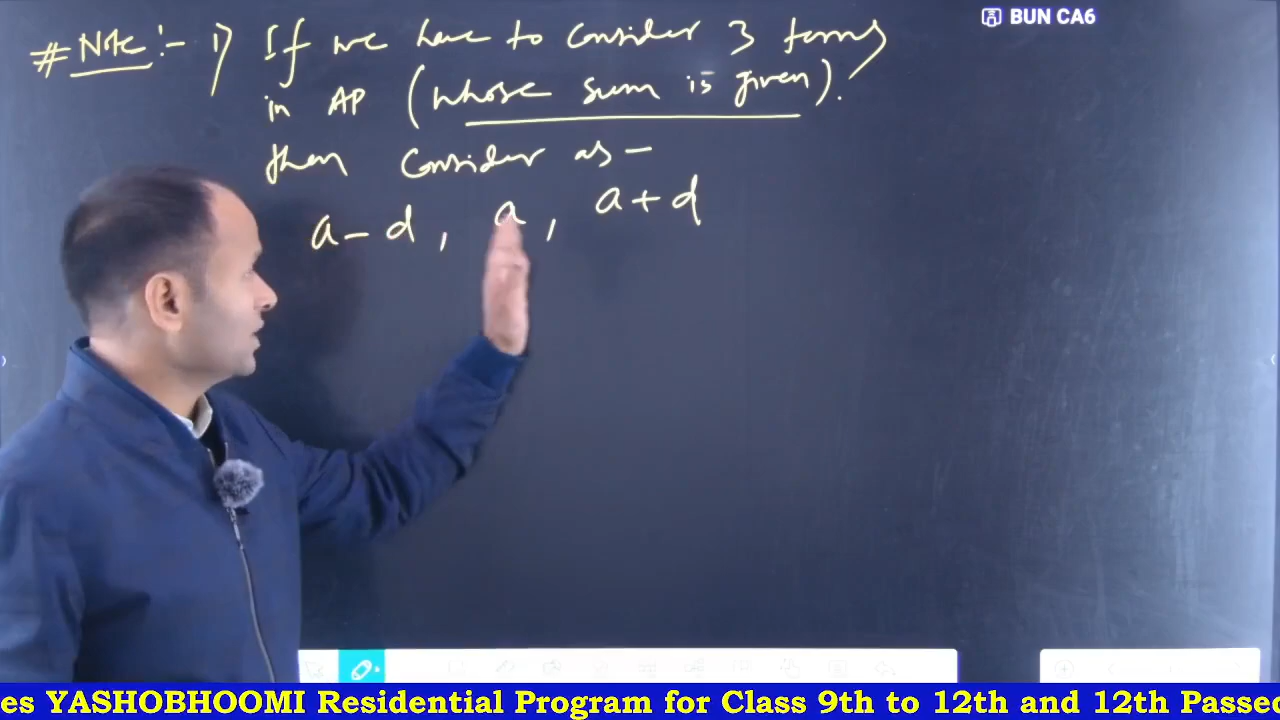 # Note :- 1) If we have to consider 3 terms
in AP (whose sum is given).
then consider as -
a - d, a, a + d
BUN CA6
es YASHOBHOOMI Residential Program for Class 9th to 12th and 12th Passed